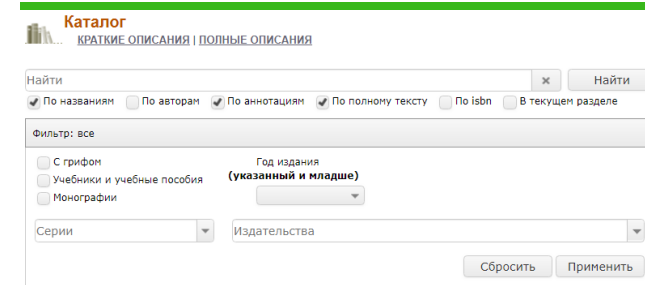 Каталог
КРАТКИЕ ОПИСАНИЯ | ПОЛНЫЕ ОПИСАНИЯ
Найти Найти
По названиям По авторам По аннотациям По полному тексту По isbn В текущем разделе
Фильтр: все
С грифом Год издания
Учебники и учебные пособия (указанный и младше)
Монографии
Серии Издательства
Сбросить Применить